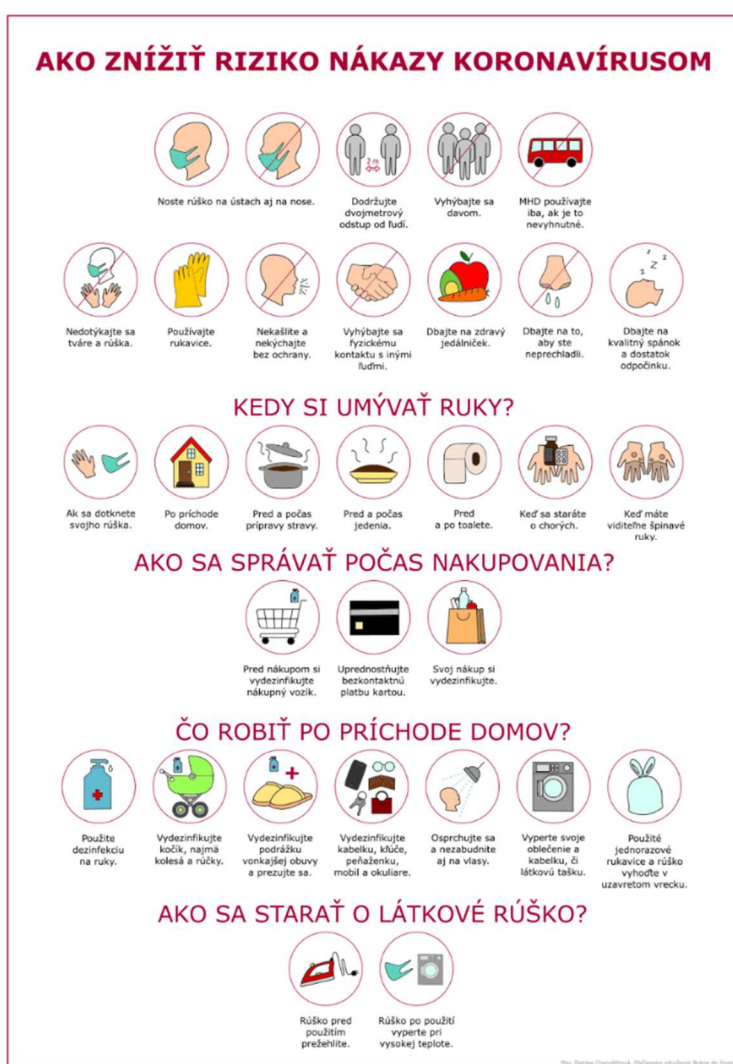 AKO ZNÍŽIŤ RIZIKO NÁKAZY KORONAVÍRUSOM
Noste rúško na ústach aj na nose.
Dodržujte
dvojmetrový
odstup od ľudí.
2 m
Vyhýbajte sa
davom.
MHD používajte
iba, ak je to
nevyhnutné.
Nedotýkajte sa
tváre a rúška.
Používajte
rukavice.
Nekašlite a
nekýchajte
bez ochrany.
Vyhýbajte sa
fyzickému
kontaktu s inými
ľuďmi.
Dbajte na zdravý
jedálniček.
Dbajte na to,
aby ste
neprechladli.
z z z
Dbajte na
kvalitný spánok
a dostatok
odpočinku.
KEDY SI UMÝVAŤ RUKY?
Ak sa dotknete
svojho rúška.
Po príchode
domov.
Pred a počas
prípravy stravy.
Pred a počas
jedenia.
Pred
a po toalete.
Keď sa staráte
o chorých.
Keď máte
viditeľne špinavé
ruky.
AKO SA SPRÁVAŤ POČAS NAKUPOVANIA?
Pred nákupom si
vydezinfikujte
nákupný vozík.
Uprednostňujte
bezkontaktnú
platbu kartou.
Svoj nákup si
vydezinfikujte.
ČO ROBIŤ PO PRÍCHODE DOMOV?
Použite
dezinfekciu
na ruky.
Vydezinfikujte
kočík, najmä
kolesá a rúčky.
Vydezinfikujte
podrážku
vonkajšej obuvy
a prezujte sa.
Vydezinfikujte
kabelku, kľúče,
peňaženku,
mobil a okuliare.
Osprchujte sa
a nezabudnite
aj na vlasy.
Vyperte svoje
oblečenie a
kabelku, či
látkovú tašku.
Použité
jednorazové
rukavice a rúško
vyhoďte v
uzavretom vrecku.
AKO SA STARAŤ O LÁTKOVÉ RÚŠKO?
Rúško pred
použitím
prežehlite.
Rúško po použití
vyperte pri
vysokej teplote.